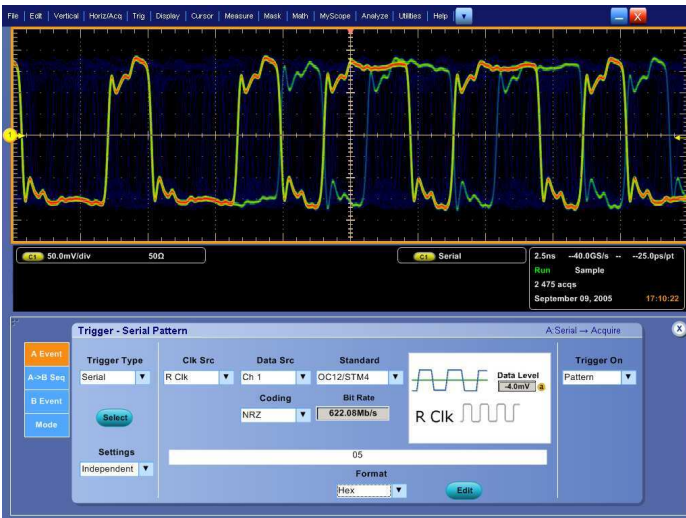 File | Edit | Vertical | Horiz/Acq | Trig | Display | Cursor | Measure | Mask | Math | MyScope | Analyze | Utilities | Help
X
1
C1 50.0mV/div 50Ω
C1 Serial
2.5ns --40.0GS/s -- --25.0ps/pt
Run Sample
2 475 acqs
September 09, 2005 17:10:22
Trigger - Serial Pattern
A:Serial → Acquire
X
A Event
A->B Seq
B Event
Mode
Trigger Type
Serial
Select
Settings
Independent
Clk Src
R Clk
Data Src
Ch 1
Standard
OC12/STM4
Coding
NRZ
Bit Rate
622.08Mb/s
Data Level
-4.0mV a
R Clk
Trigger On
Pattern
05
Format
Hex
Edit